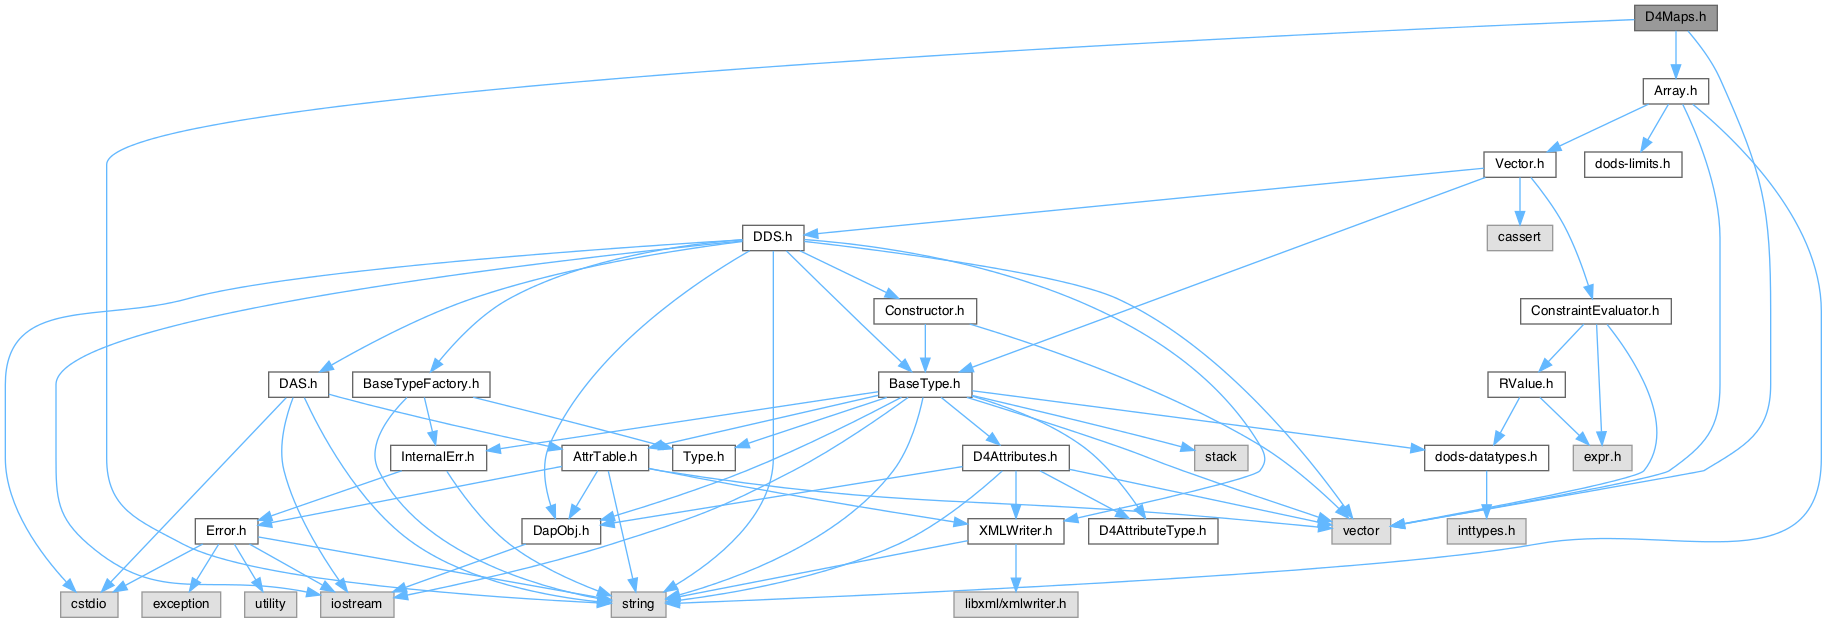 D4Maps.h
Array.h
Vector.h
dods-limits.h
DDS.h
cassert
Constructor.h
ConstraintEvaluator.h
DAS.h
BaseTypeFactory.h
BaseType.h
RValue.h
InternalErr.h
AttrTable.h
Type.h
D4Attributes.h
stack
dods-datatypes.h
expr.h
Error.h
DapObj.h
XMLWriter.h
D4AttributeType.h
vector
inttypes.h
cstdio
exception
utility
iostream
string
libxml/xmlwriter.h